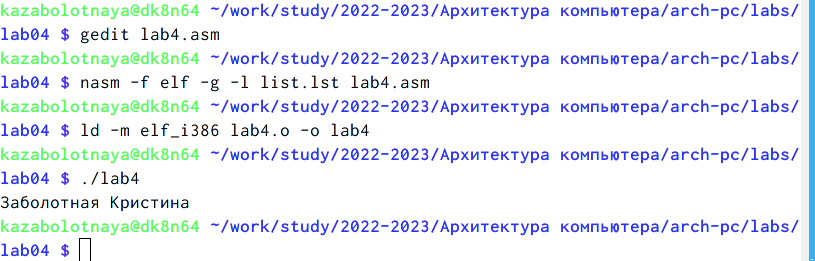 kazabolotnaya@dk8n64 ~/work/study/2022-2023/Архитектура компьютера/arch-pc/labs/
lab04 $ gedit lab4.asm
kazabolotnaya@dk8n64 ~/work/study/2022-2023/Архитектура компьютера/arch-pc/labs/
lab04 $ nasm -f elf -g -l list.lst lab4.asm
kazabolotnaya@dk8n64 ~/work/study/2022-2023/Архитектура компьютера/arch-pc/labs/
lab04 $ ld -m elf_i386 lab4.o -o lab4
kazabolotnaya@dk8n64 ~/work/study/2022-2023/Архитектура компьютера/arch-pc/labs/
lab04 $ ./lab4
Заболотная Кристина
kazabolotnaya@dk8n64 ~/work/study/2022-2023/Архитектура компьютера/arch-pc/labs/
lab04 $